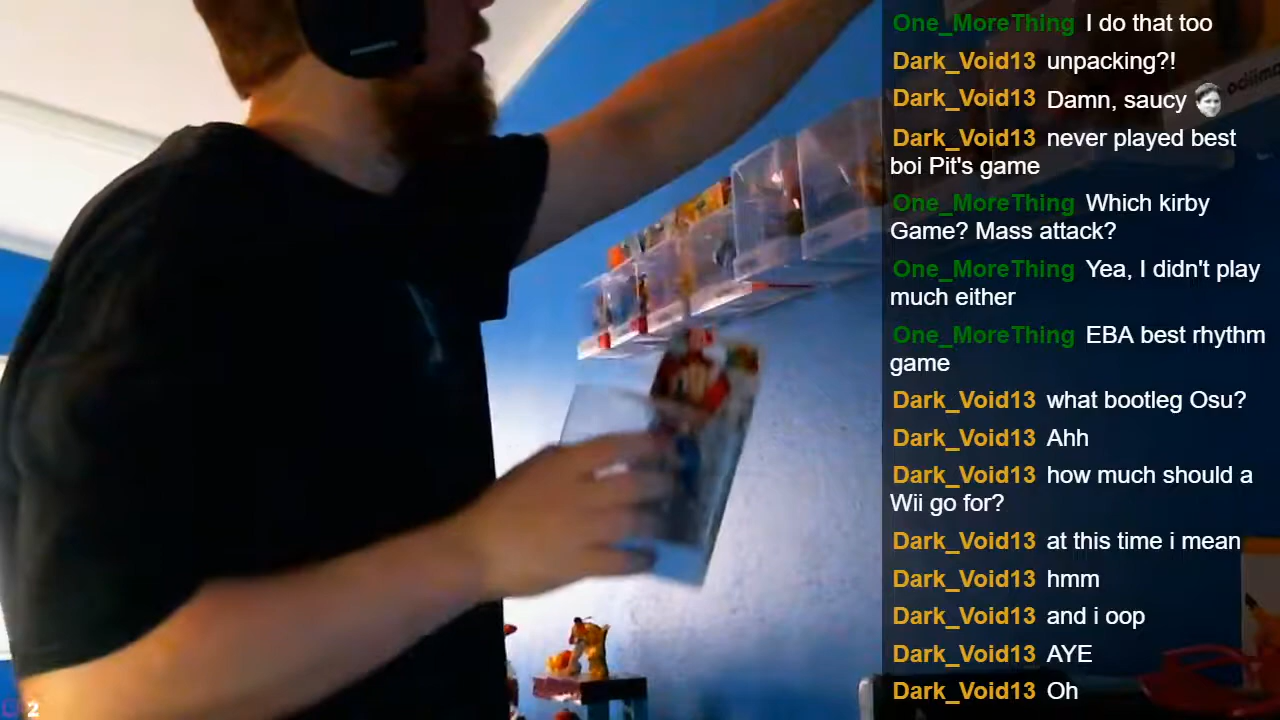 One_MoreThing I do that too
Dark_Void13 unpacking?!
Dark_Void13 Damn, saucy
Dark_Void13 never played best
boi Pit's game
One_MoreThing Which kirby
Game? Mass attack?
One_MoreThing Yea, I didn't play
much either
One_MoreThing EBA best rhythm
game
Dark_Void13 what bootleg Osu?
Dark_Void13 Ahh
Dark_Void13 how much should a
Wii go for?
Dark_Void13 at this time i mean
Dark_Void13 hmm
Dark_Void13 and i oop
Dark_Void13 AYE
Dark_Void13 Oh
2